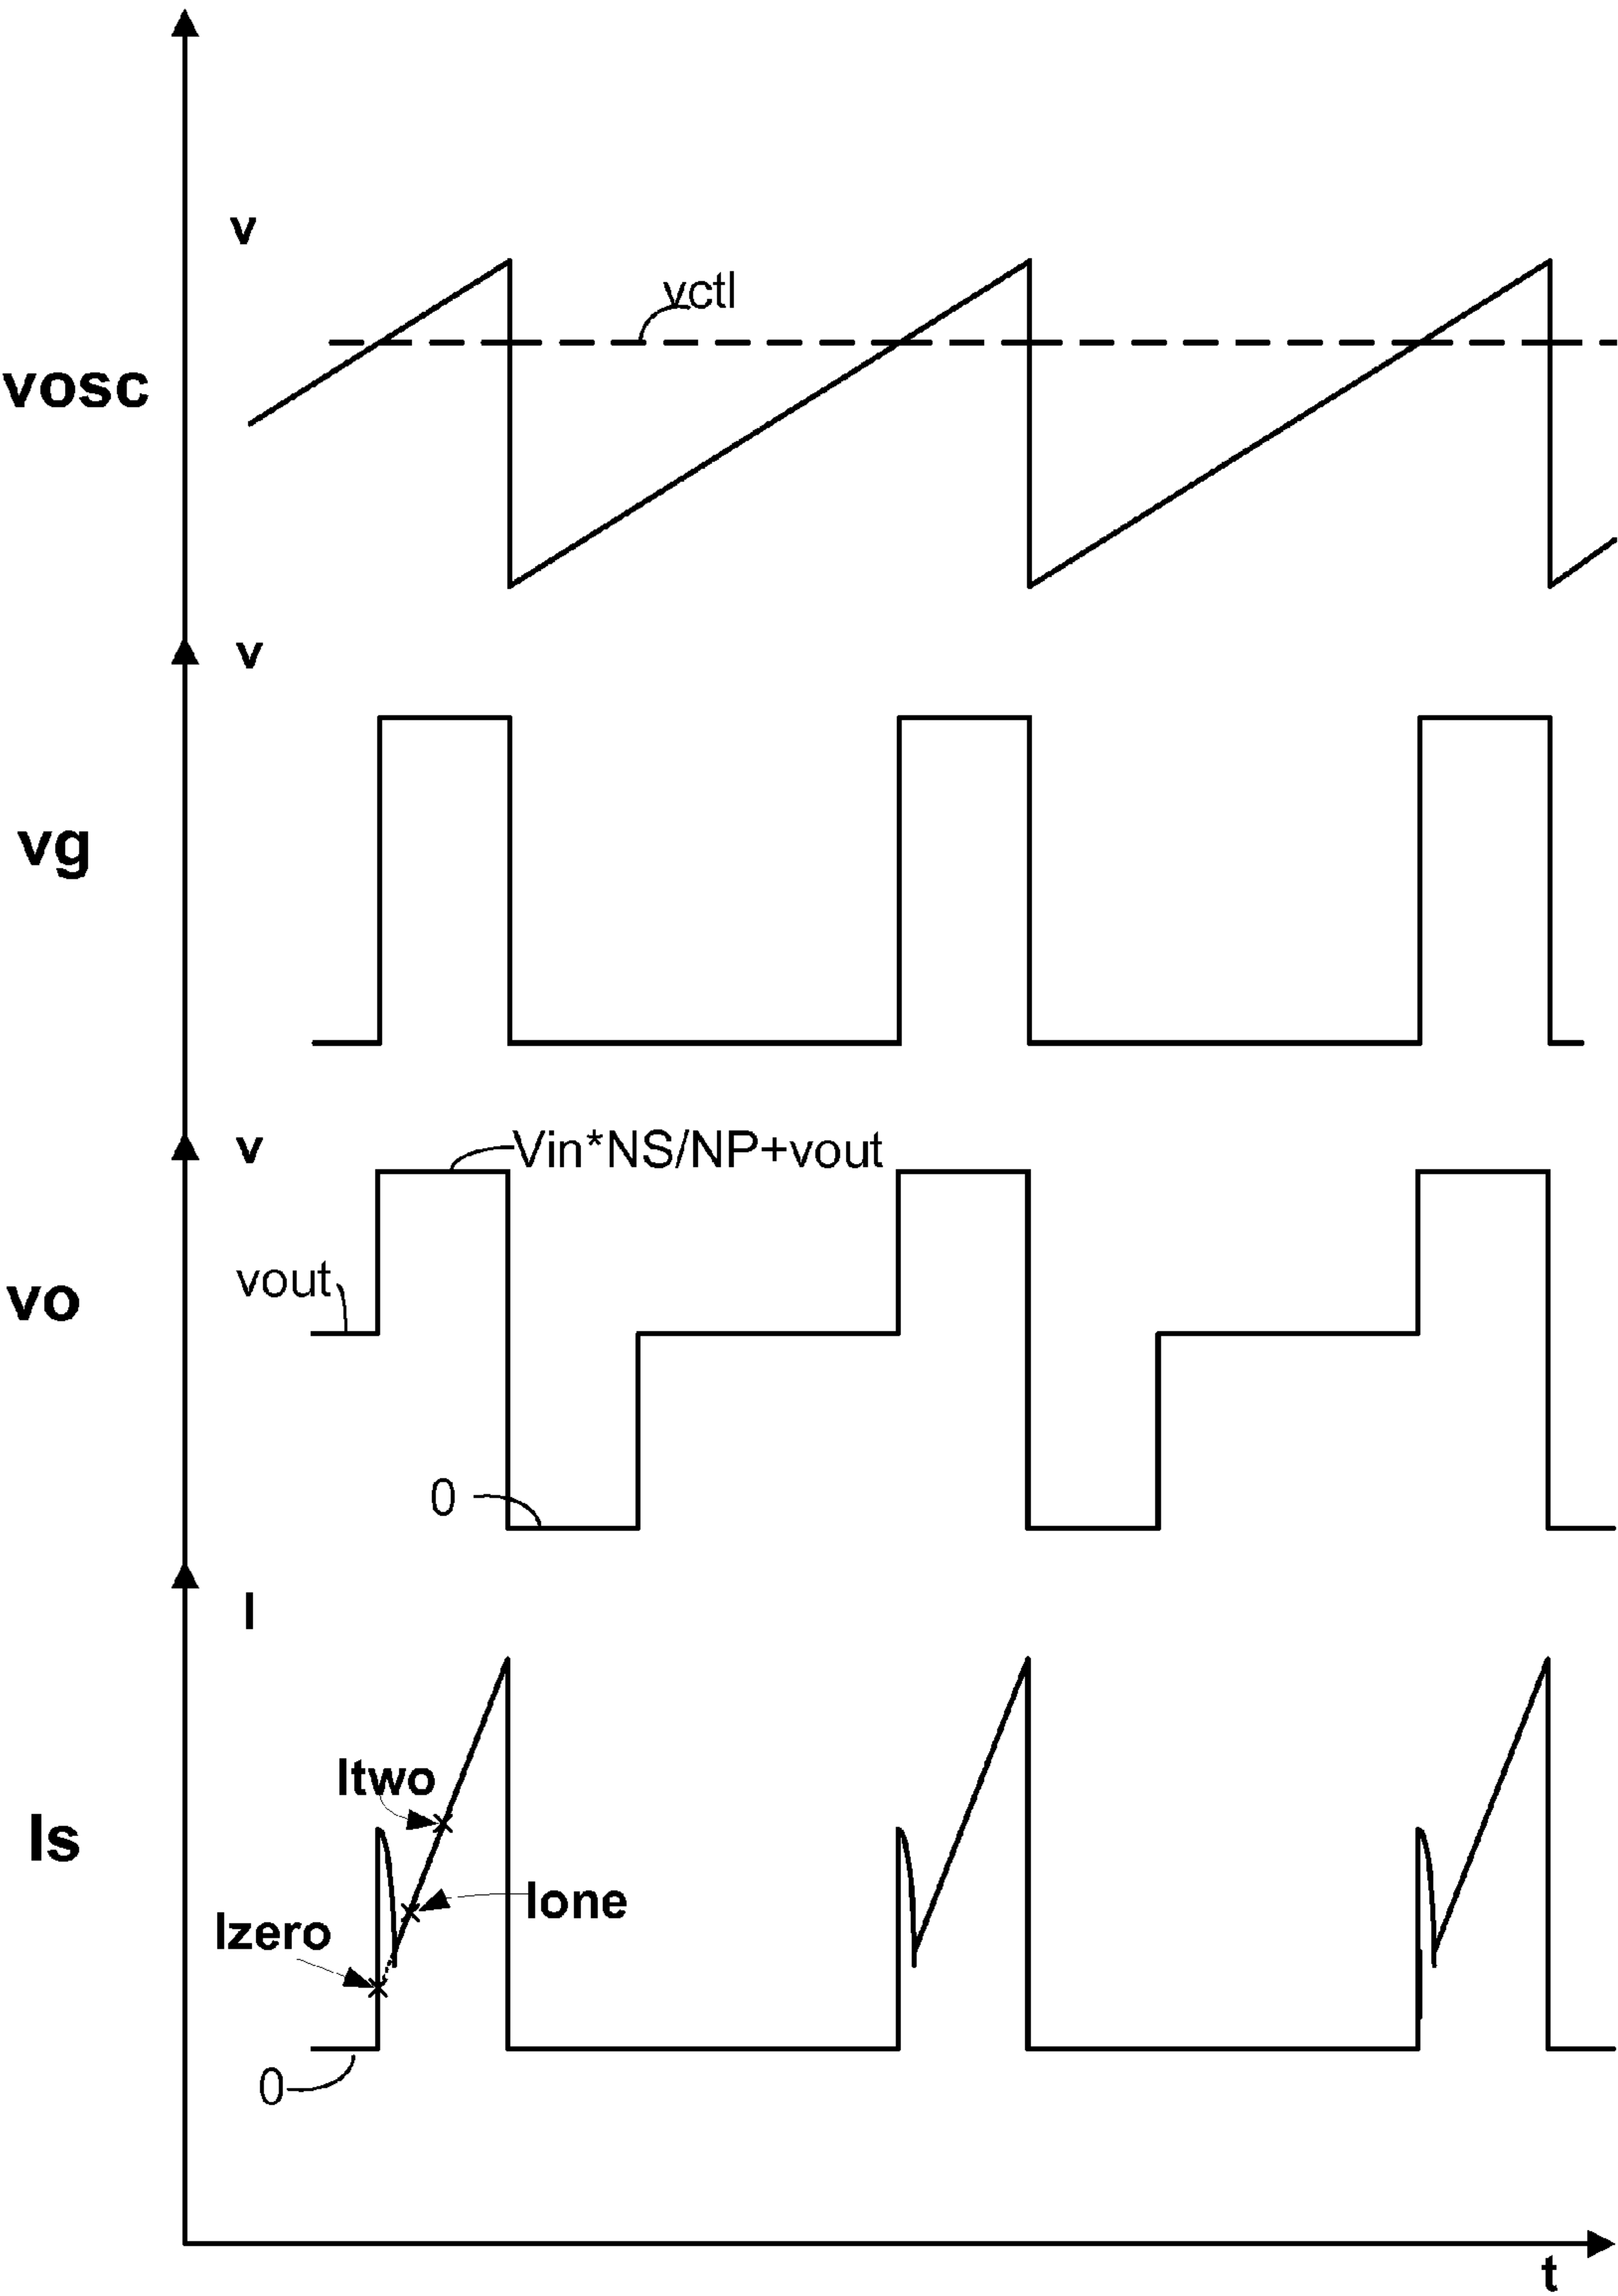 v
vctl
vosc
v
vg
v
Vin*NS/NP+vout
vout
vo
0
I
Itwo
Is
Ione
Izero
0
t